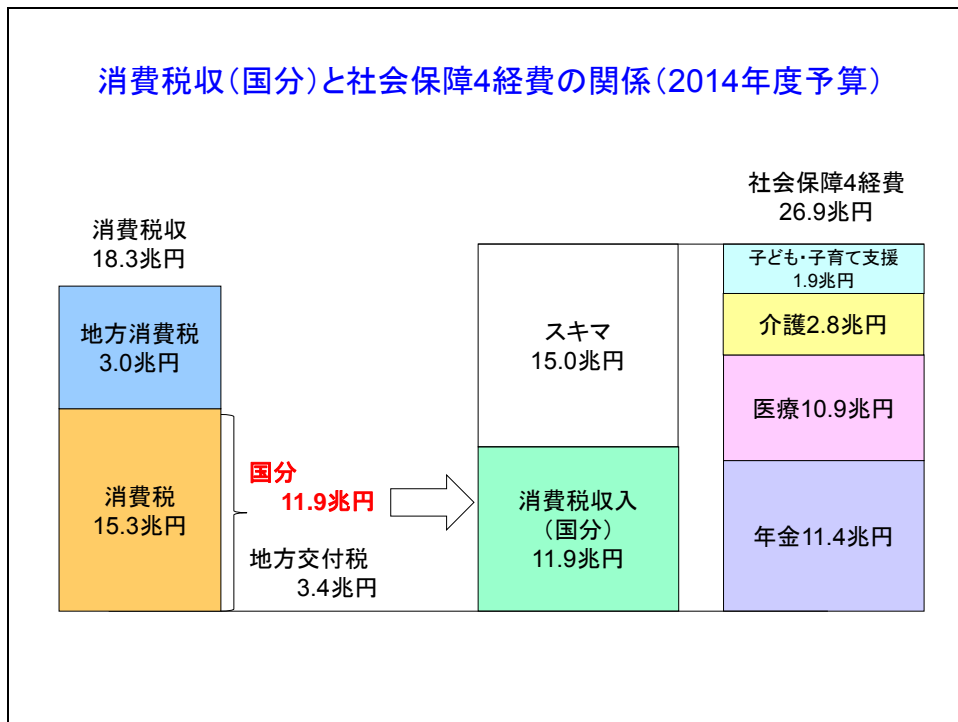 消費税収(国分)と社会保障4経費の関係(2014年度予算)
消費税収
18.3兆円
地方消費税
3.0兆円
消費税
15.3兆円
国分
11.9兆円
地方交付税
3.4兆円
スキマ
15.0兆円
消費税収入
(国分)
11.9兆円
社会保障4経費
26.9兆円
子ども・子育て支援
1.9兆円
介護2.8兆円
医療10.9兆円
年金11.4兆円